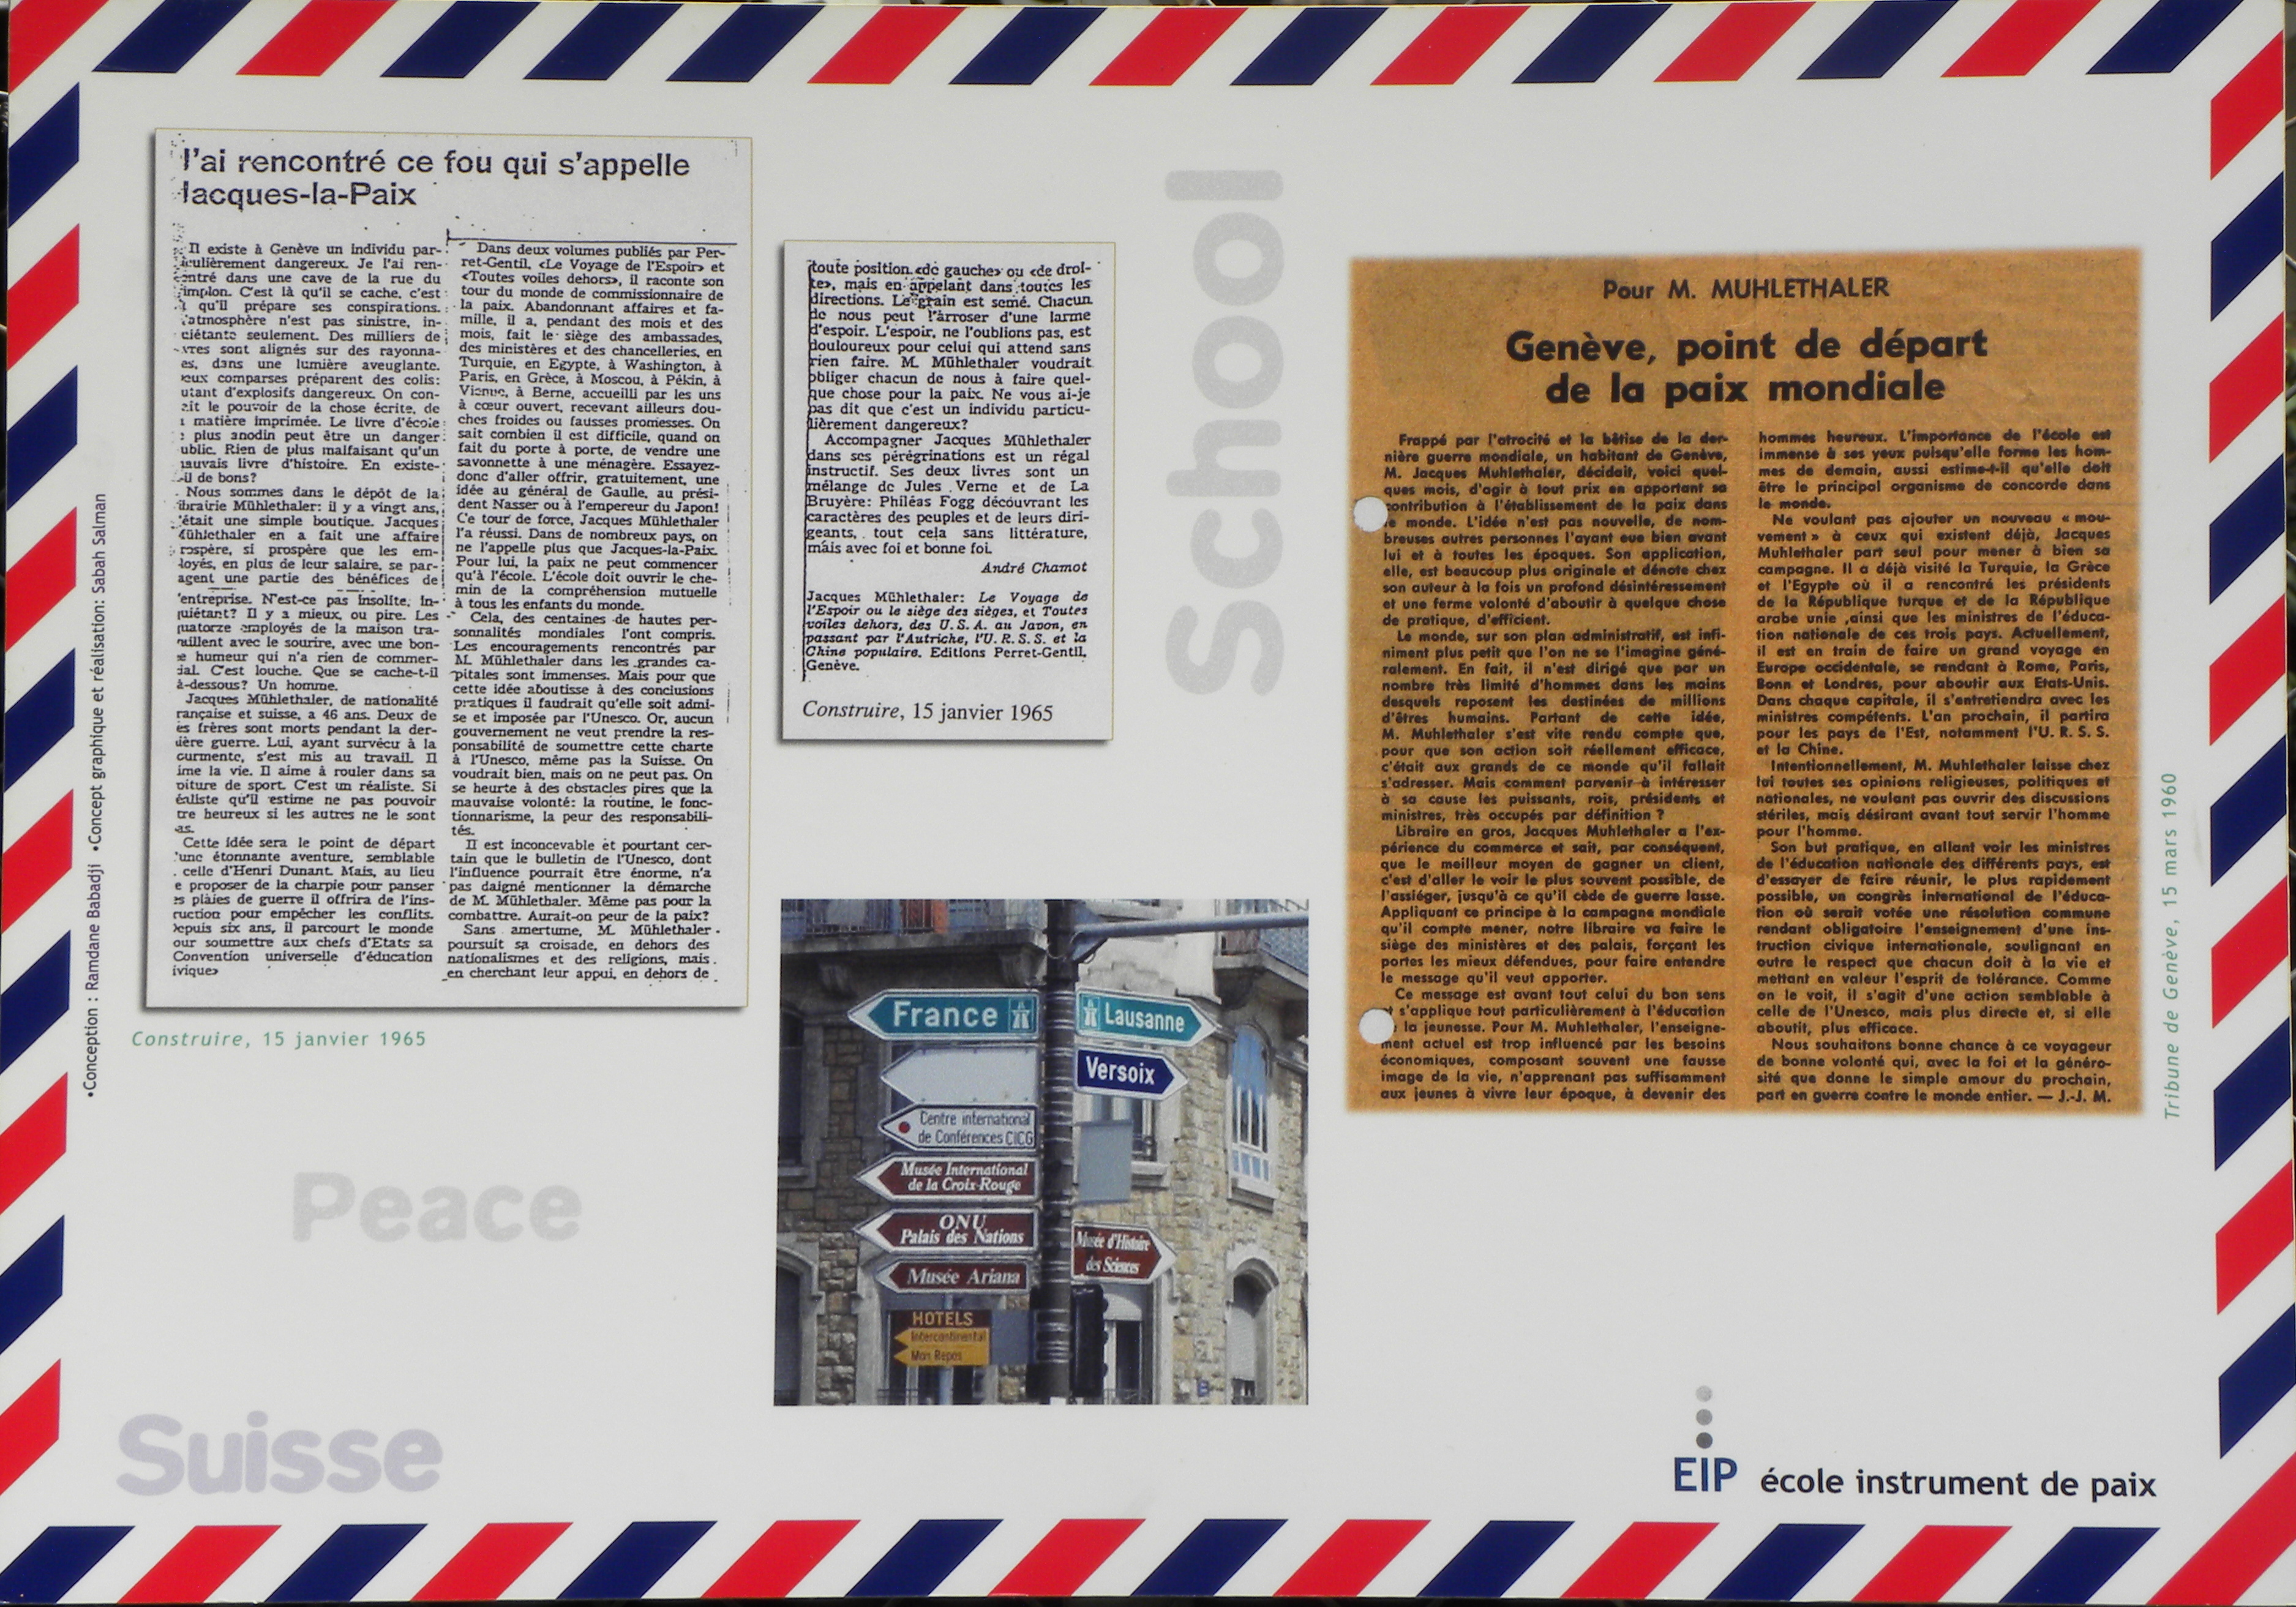 J'ai rencontré ce fou qui s'appelle
Jacques-la-Paix
Il existe à Genève un individu par-
iculièrement dangereux. Je l'ai ren-
ontré dans une cave de la rue du
implon. C'est là qu'il se cache, c'est
qu'il prépare ses conspirations.
'atmosphère n'est pas sinistre, in-
uiétante seulement. Des milliers de
vres sont alignés sur des rayonna-
es, dans une lumière aveuglante.
eux comparses préparent des colis:
utant d'explosifs dangereux. On con-
ait le pouvoir de la chose écrite, de
matière imprimée. Le livre d'école
plus anodin peut être un danger
ublic. Rien de plus malfaisant qu'un
auvais livre d'histoire. En existe-
-il de bons?
Nous sommes dans le dépôt de la
ibrairie Mühlethaler: il y a vingt ans,
'était une simple boutique. Jacques
ühlethaler en a fait une affaire
rospère, si prospère que les em-
loyés, en plus de leur salaire, se par-
agent une partie des bénéfices de
'entreprise. N'est-ce pas insolite, in-
uiétant? Il y a mieux, ou pire. Les
uatorze employés de la maison tra-
aillent avec le sourire, avec une bon-
e humeur qui n'a rien de commer-
ial. C'est louche. Que se cache-t-il
à-dessous? Un homme.
Jacques Mühlethaler, de nationalité
rançaise et suisse, a 46 ans. Deux de
es frères sont morts pendant la der-
ière guerre. Lui, ayant survécu à la
ourmente, s'est mis au travail. Il
ime la vie. Il aime à rouler dans sa
oiture de sport. C'est un réaliste. Si
éaliste qu'il estime ne pas pouvoir
tre heureux si les autres ne le sont
as.
Cette idée sera le point de départ
'une étonnante aventure, semblable
celle d'Henri Dunant. Mais, au lieu
e proposer de la charpie pour panser
es plaies de guerre il offrira de l'ins-
ruction pour empêcher les conflits.
epuis six ans, il parcourt le monde
our soumettre aux chefs d'Etats sa
Convention universelle d'éducation
ivique»
Dans deux volumes publiés par Per-
ret-Gentil, «Le Voyage de l'Espoir» et
«Toutes voiles dehors», il raconte son
tour du monde de commissionnaire de
la paix. Abandonnant affaires et fa-
mille, il a, pendant des mois et des
mois, fait le siège des ambassades,
des ministères et des chancelleries, en
Turquie, en Egypte, à Washington, à
Paris, en Grèce, à Moscou, à Pékin, à
Vienne, à Berne, accueilli par les uns
à cœur ouvert, recevant ailleurs dou-
ches froides ou fausses promesses. On
sait combien il est difficile, quand on
fait du porte à porte, de vendre une
savonnette à une ménagère. Essayez-
donc d'aller offrir, gratuitement, une
idée au général de Gaulle, au prési-
dent Nasser ou à l'empereur du Japon!
Ce tour de force, Jacques Mühlethaler
l'a réussi. Dans de nombreux pays, on
ne l'appelle plus que Jacques-la-Paix.
Pour lui, la paix ne peut commencer
qu'à l'école. L'école doit ouvrir le che-
min de la compréhension mutuelle
à tous les enfants du monde.
Cela, des centaines de hautes per-
sonnalités mondiales l'ont compris.
Les encouragements rencontrés par
M. Mühlethaler dans les grandes ca-
pitales sont immenses. Mais pour que
cette idée aboutisse à des conclusions
pratiques il faudrait qu'elle soit admi-
se et imposée par l'Unesco. Or, aucun
gouvernement ne veut prendre la res-
ponsabilité de soumettre cette charte
à l'Unesco, même pas la Suisse. On
voudrait bien, mais on ne peut pas. On
se heurte à des obstacles pires que la
mauvaise volonté: la routine, le fonc-
tionnarisme, la peur des responsabili-
tés.
Il est inconcevable et pourtant cer-
tain que le bulletin de l'Unesco, dont
l'influence pourrait être énorme, n'a
pas daigné mentionner la démarche
de M. Mühlethaler. Même pas pour la
combattre. Aurait-on peur de la paix?
Sans amertume, M. Mühlethaler
poursuit sa croisade, en dehors des
nationalismes et des religions, mais
en cherchant leur appui, en dehors de
Construire, 15 janvier 1965
toute position «de gauche» ou «de droi-
te», mais en appelant dans toutes les
directions. Le grain est semé. Chacun
de nous peut l'arroser d'une larme
d'espoir. L'espoir, ne l'oublions pas, est
douloureux pour celui qui attend sans
rien faire. M. Mühlethaler voudrait
obliger chacun de nous à faire quel-
que chose pour la paix. Ne vous ai-je
pas dit que c'est un individu particu-
lièrement dangereux?
Accompagner Jacques Mühlethaler
dans ses pérégrinations est un régal
instructif. Ses deux livres sont un
mélange de Jules Verne et de La
Bruyère: Philéas Fogg découvrant les
caractères des peuples et de leurs diri-
geants, tout cela sans littérature,
mais avec foi et bonne foi.
André Chamot
Jacques Mühlethaler: Le Voyage de
l'Espoir ou le siège des sièges, et Toutes
voiles dehors, des U.S.A. au Japon, en
passant par l'Autriche, l'U.R.S.S. et la
Chine populaire. Editions Perret-Gentil,
Genève.
Construire, 15 janvier 1965
School
Pour M. MUHLETHALER
Genève, point de départ
de la paix mondiale
Frappé par l'atrocité et la bêtise de la der-
nière guerre mondiale, un habitant de Genève,
M. Jacques Muhlethaler, décidait, voici quel-
ques mois, d'agir à tout prix en apportant sa
contribution à l'établissement de la paix dans
le monde. L'idée n'est pas nouvelle, de nom-
breuses autres personnes l'ayant eue bien avant
lui et à toutes les époques. Son application,
elle, est beaucoup plus originale et dénote chez
son auteur à la fois un profond désintéressement
et une ferme volonté d'aboutir à quelque chose
de pratique, d'efficient.
Le monde, sur son plan administratif, est infi-
niment plus petit que l'on ne se l'imagine géné-
ralement. En fait, il n'est dirigé que par un
nombre très limité d'hommes dans les mains
desquels reposent les destinées de millions
d'êtres humains. Partant de cette idée,
M. Muhlethaler s'est vite rendu compte que,
pour que son action soit réellement efficace,
c'était aux grands de ce monde qu'il fallait
s'adresser. Mais comment parvenir à intéresser
à sa cause les puissants, rois, présidents et
ministres, très occupés par définition ?
Libraire en gros, Jacques Muhlethaler a l'ex-
périence du commerce et sait, par conséquent,
que le meilleur moyen de gagner un client,
c'est d'aller le voir le plus souvent possible, de
l'assiéger, jusqu'à ce qu'il cède de guerre lasse.
Appliquant ce principe à la campagne mondiale
qu'il compte mener, notre libraire va faire le
siège des ministères et des palais, forçant les
portes les mieux défendues, pour faire entendre
le message qu'il veut apporter.
Ce message est avant tout celui du bon sens
et s'applique tout particulièrement à l'éducation
la jeunesse. Pour M. Muhlethaler, l'enseigne-
ment actuel est trop influencé par les besoins
économiques, composant souvent une fausse
image de la vie, n'apprenant pas suffisamment
aux jeunes à vivre leur époque, à devenir des
hommes heureux. L'importance de l'école est
immense à ses yeux puisqu'elle forme les hom-
mes de demain, aussi estime-t-il qu'elle doit
être le principal organisme de concorde dans
le monde.
Ne voulant pas ajouter un nouveau « mou-
vement » à ceux qui existent déjà, Jacques
Muhlethaler part seul pour mener à bien sa
campagne. Il a déjà visité la Turquie, la Grèce
et l'Egypte où il a rencontré les présidents
de la République turque et de la République
arabe unie ,ainsi que les ministres de l'éduca-
tion nationale de ces trois pays. Actuellement,
il est en train de faire un grand voyage en
Europe occidentale, se rendant à Rome, Paris,
Bonn et Londres, pour aboutir aux Etats-Unis.
Dans chaque capitale, il s'entretiendra avec les
ministres compétents. L'an prochain, il partira
pour les pays de l'Est, notamment l'U. R. S. S.
et la Chine.
Intentionnellement, M. Muhlethaler laisse chez
lui toutes ses opinions religieuses, politiques et
nationales, ne voulant pas ouvrir des discussions
stériles, mais désirant avant tout servir l'homme
pour l'homme.
Son but pratique, en allant voir les ministres
de l'éducation nationale des différents pays, est
d'essayer de faire réunir, le plus rapidement
possible, un congrès international de l'éduca-
tion où serait votée une résolution commune
rendant obligatoire l'enseignement d'une ins-
truction civique internationale, soulignant en
outre le respect que chacun doit à la vie et
mettant en valeur l'esprit de tolérance. Comme
on le voit, il s'agit d'une action semblable à
celle de l'Unesco, mais plus directe et, si elle
aboutit, plus efficace.
Nous souhaitons bonne chance à ce voyageur
de bonne volonté qui, avec la foi et la généro-
sité que donne le simple amour du prochain,
part en guerre contre le monde entier. — J.-J. M.
Tribune de Genève, 15 mars 1960
•Conception : Ramdane Babadji •Concept graphique et réalisation: Sabah Salman
Peace
Suisse
France
Lausanne
Versoix
Centre international
de Conférences CICG
Musée International
de la Croix-Rouge
ONU
Palais des Nations
Musée d'Histoire
des Sciences
Musée Ariana
HOTELS
Intercontinental
Mon Repos
EIP école instrument de paix